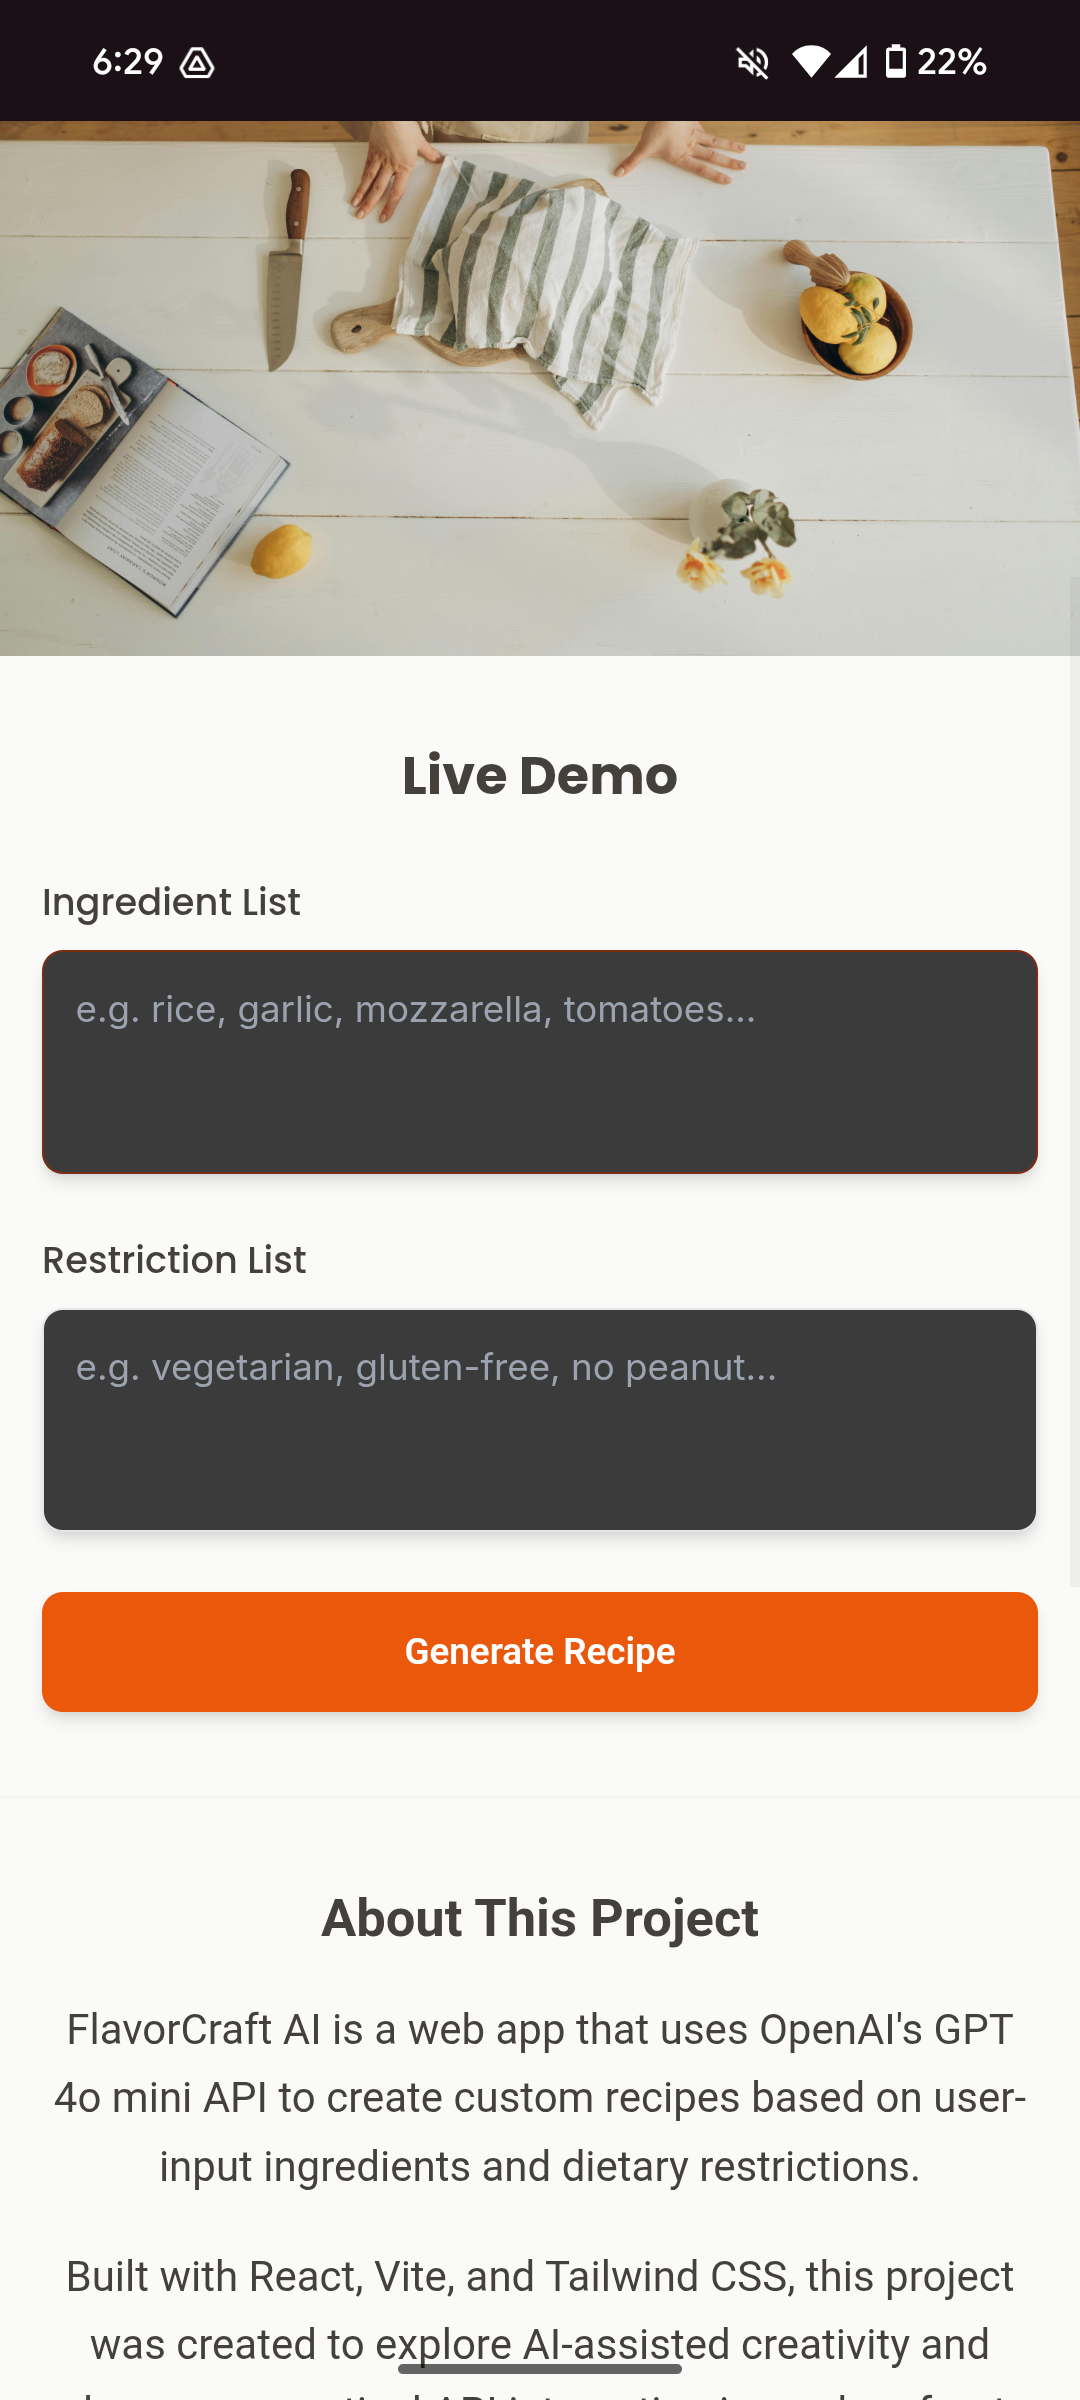 6:29
22%
Live Demo
Ingredient List
e.g. rice, garlic, mozzarella, tomatoes...
Restriction List
e.g. vegetarian, gluten-free, no peanut...
Generate Recipe
About This Project
FlavorCraft AI is a web app that uses OpenAI's GPT
4o mini API to create custom recipes based on user-
input ingredients and dietary restrictions.
Built with React, Vite, and Tailwind CSS, this project
was created to explore AI-assisted creativity and